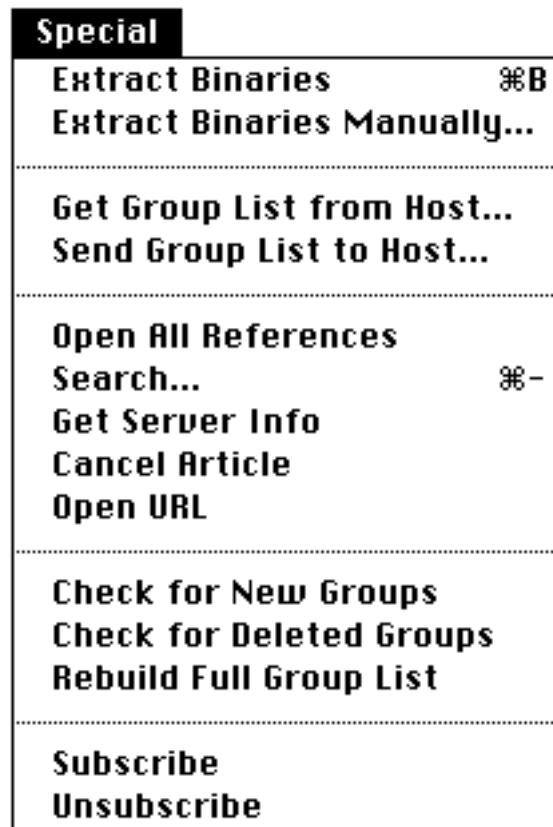 Special
Extract Binaries ⌘B
Extract Binaries Manually...
Get Group List from Host...
Send Group List to Host...
Open All References
Search... ⌘-
Get Server Info
Cancel Article
Open URL
Check for New Groups
Check for Deleted Groups
Rebuild Full Group List
Subscribe
Unsubscribe